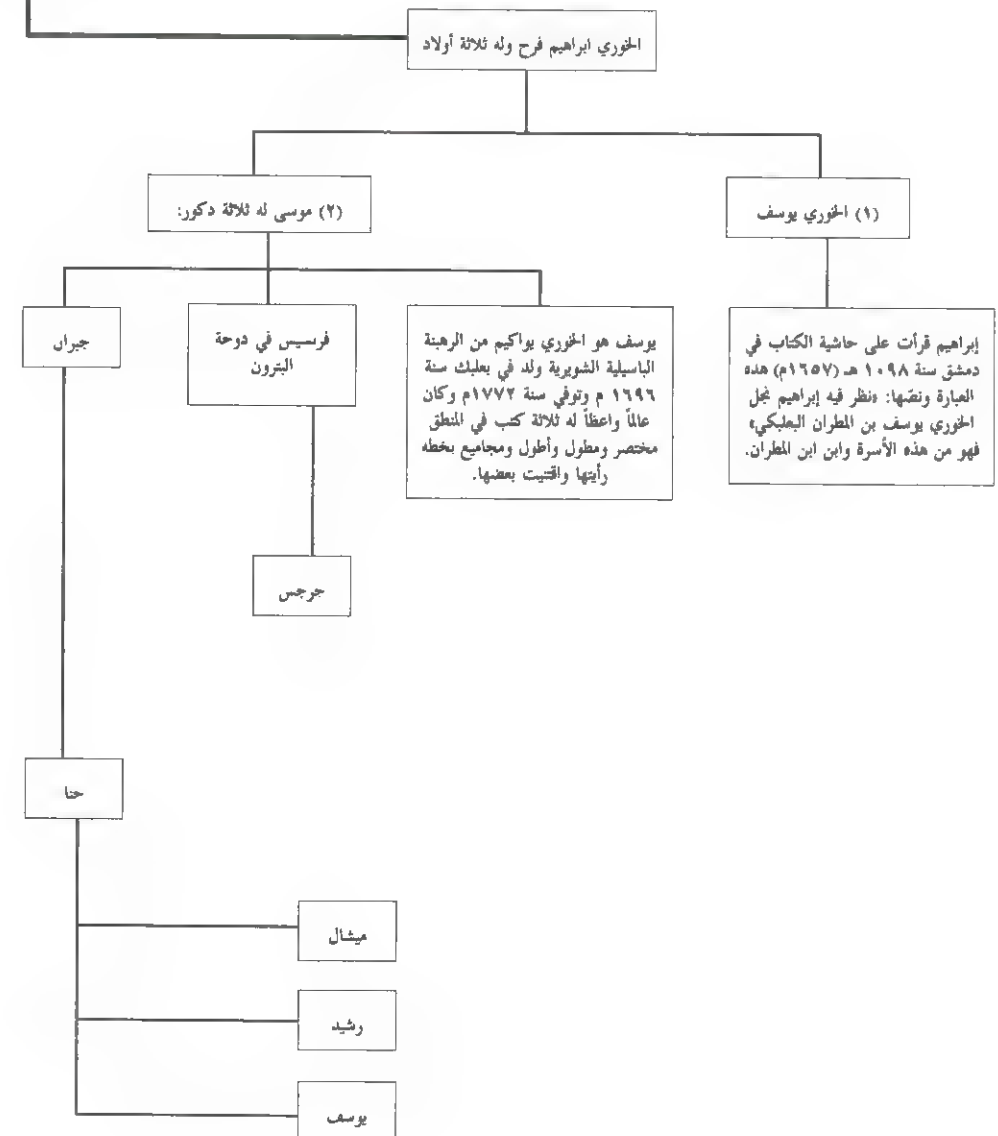 الخوري ابراهيم فرح وله ثلاثة أولاد
(١) الخوري يوسف
(٢) موسى له ثلاثة دكور:
إبراهيم قرأت على حاشية الكتاب في
دمشق سنة ١٠٩٨ هـ (١٦٥٧م) هذه
العبارة ونصّها: «نظر فيه إبراهيم نجل
الخوري يوسف بن المطران البعلبكي»
فهو من هذه الأسرة وابن ابن المطران.
يوسف هو الخوري يواكيم من الرهبنة
الباسيلية الشويرية ولد في بعلبك سنة
١٦٩٦ م وتوفي سنة ١٧٧٢م وكان
عالماً واعظاً له ثلاثة كتب في المنطق
مختصر ومطول وأطول ومجاميع بخطه
رأيتها واقتنيت بعضها.
فرنسيس في دوحة
البترون
جبران
جرجس
حنا
ميشال
رشيد
يوسف